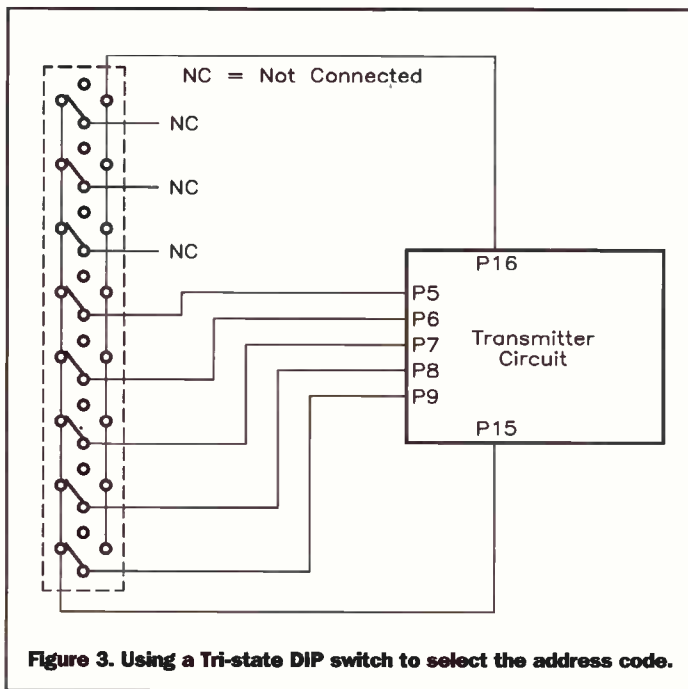 NC = Not Connected
NC
NC
NC
P16
P5
P6
P7
P8
P9
Transmitter
Circuit
P15
Figure 3. Using a Tri-state DIP switch to select the address code.